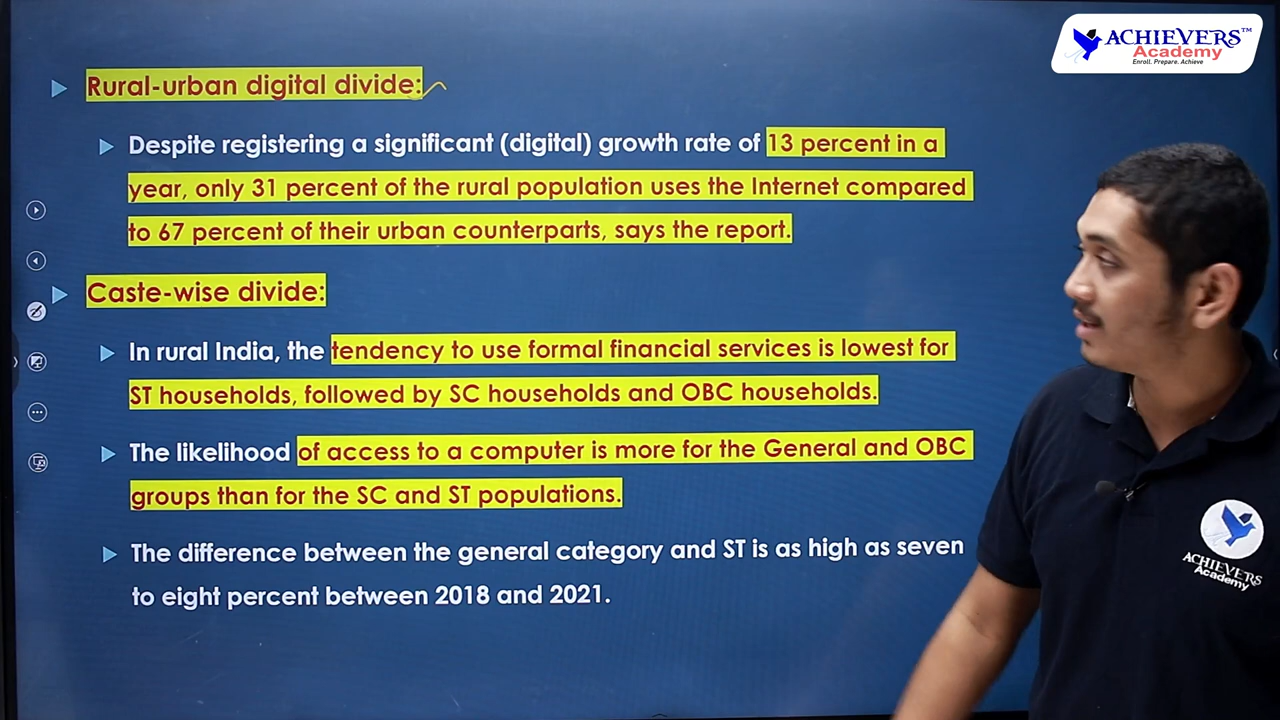 ACHIEVERS™
Academy
Enroll. Prepare. Achieve
Rural-urban digital divide:
Despite registering a significant (digital) growth rate of 13 percent in a
year, only 31 percent of the rural population uses the Internet compared
to 67 percent of their urban counterparts, says the report.
Caste-wise divide:
In rural India, the tendency to use formal financial services is lowest for
ST households, followed by SC households and OBC households.
The likelihood of access to a computer is more for the General and OBC
groups than for the SC and ST populations.
The difference between the general category and ST is as high as seven
to eight percent between 2018 and 2021.
ACHIEVERS
Academy